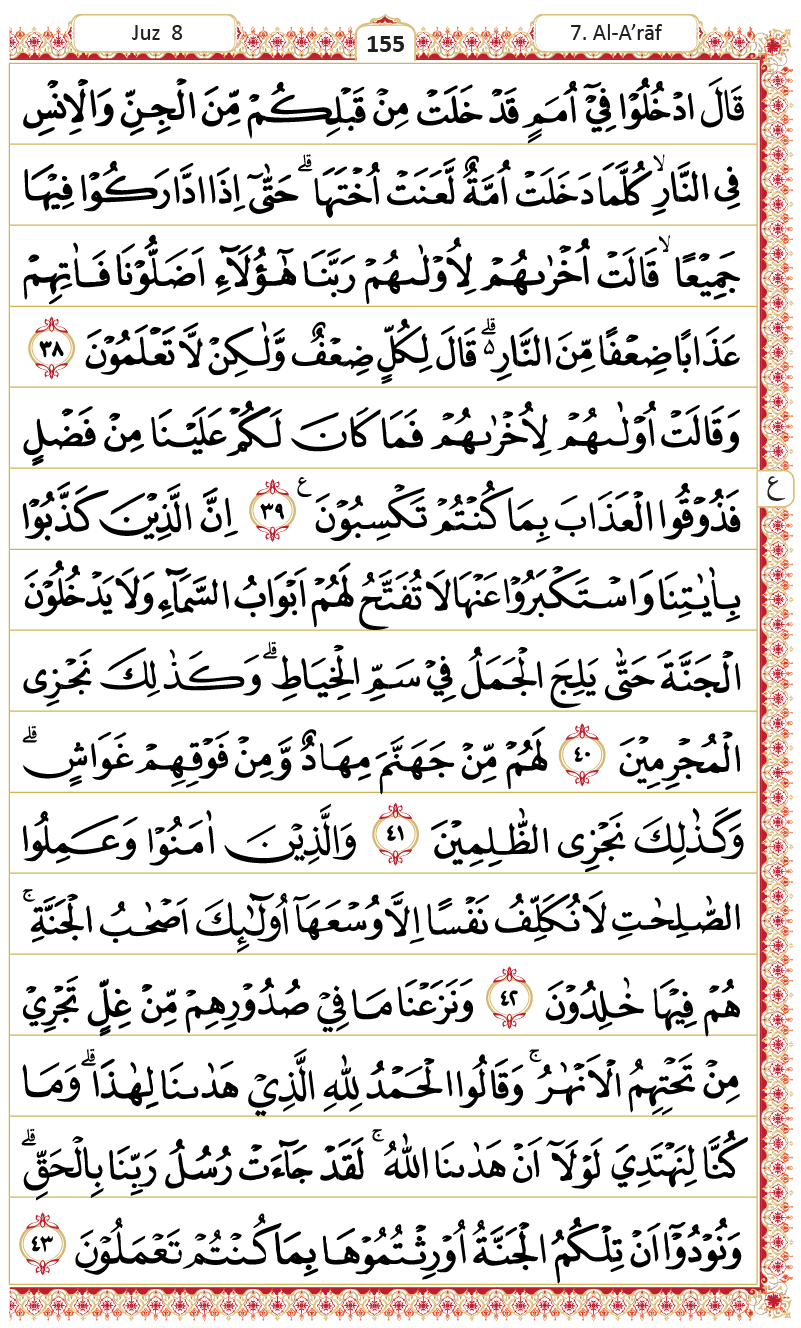 Juz 8
155
7. Al-A’rāf
قَالَ ادْخُلُوْا فِيْٓ اُمَمٍ قَدْ خَلَتْ مِنْ قَبْلِكُمْ مِّنَ الْجِنِّ وَالْاِنْسِ
فِى النَّارِۙ كُلَّمَا دَخَلَتْ اُمَّةٌ لَّعَنَتْ اُخْتَهَا ۗ حَتّٰىٓ اِذَا ادَّارَكُوْا فِيْهَا
جَمِيْعًا ۙ قَالَتْ اُخْرٰىهُمْ لِاُوْلٰىهُمْ رَبَّنَا هٰٓؤُلَاۤءِ اَضَلُّوْنَا فَاٰتِهِمْ
عَذَابًا ضِعْفًا مِّنَ النَّارِ ەۗ قَالَ لِكُلٍّ ضِعْفٌ وَّلٰكِنْ لَّا تَعْلَمُوْنَ ٣٨
وَقَالَتْ اُوْلٰىهُمْ لِاُخْرٰىهُمْ فَمَا كَانَ لَكُمْ عَلَيْنَا مِنْ فَضْلٍ
فَذُوْقُوا الْعَذَابَ بِمَا كُنْتُمْ تَكْسِبُوْنَ ࣖ ٣٩ اِنَّ الَّذِيْنَ كَذَّبُوْا
ع
بِاٰيٰتِنَا وَاسْتَكْبَرُوْا عَنْهَا لَا تُفَتَّحُ لَهُمْ اَبْوَابُ السَّمَاۤءِ وَلَا يَدْخُلُوْنَ
الْجَنَّةَ حَتّٰى يَلِجَ الْجَمَلُ فِيْ سَمِّ الْخِيَاطِ ۗ وَكَذٰلِكَ نَجْزِى
الْمُجْرِمِيْنَ ٤٠ لَهُمْ مِّنْ جَهَنَّمَ مِهَادٌ وَّمِنْ فَوْقِهِمْ غَوَاشٍ ۗ
وَكَذٰلِكَ نَجْزِى الظّٰلِمِيْنَ ٤١ وَالَّذِيْنَ اٰمَنُوْا وَعَمِلُوا
الصّٰلِحٰتِ لَا نُكَلِّفُ نَفْسًا اِلَّا وُسْعَهَآ اُولٰۤىِٕكَ اَصْحٰبُ الْجَنَّةِ ۚ
هُمْ فِيْهَا خٰلِدُوْنَ ٤٢ وَنَزَعْنَا مَا فِيْ صُدُوْرِهِمْ مِّنْ غِلٍّ تَجْرِيْ
مِنْ تَحْتِهِمُ الْاَنْهٰرُ ۚ وَقَالُوا الْحَمْدُ لِلّٰهِ الَّذِيْ هَدٰىنَا لِهٰذَا ۗ وَمَا
كُنَّا لِنَهْتَدِيَ لَوْلَآ اَنْ هَدٰىنَا اللّٰهُ ۚ لَقَدْ جَاۤءَتْ رُسُلُ رَبِّنَا بِالْحَقِّ ۗ
وَنُوْدُوْٓا اَنْ تِلْكُمُ الْجَنَّةُ اُوْرِثْتُمُوْهَا بِمَا كُنْتُمْ تَعْمَلُوْنَ ٤٣